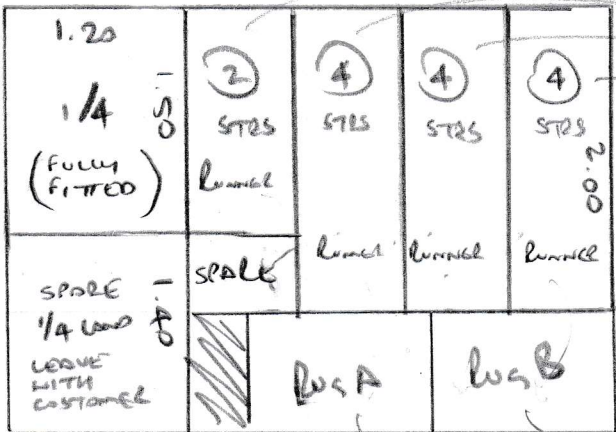 1.20
1/4
1.50
(FULLY
FITTED)
2
STRS
RUNNER
4
STRS
RUNNER
4
STRS
RUNNER
4
STRS
2.00
RUNNER
SPARE
1/4 LAND
1.40
LEAVE
WITH
CUSTOMER
SPARE
RUG A
RUG B